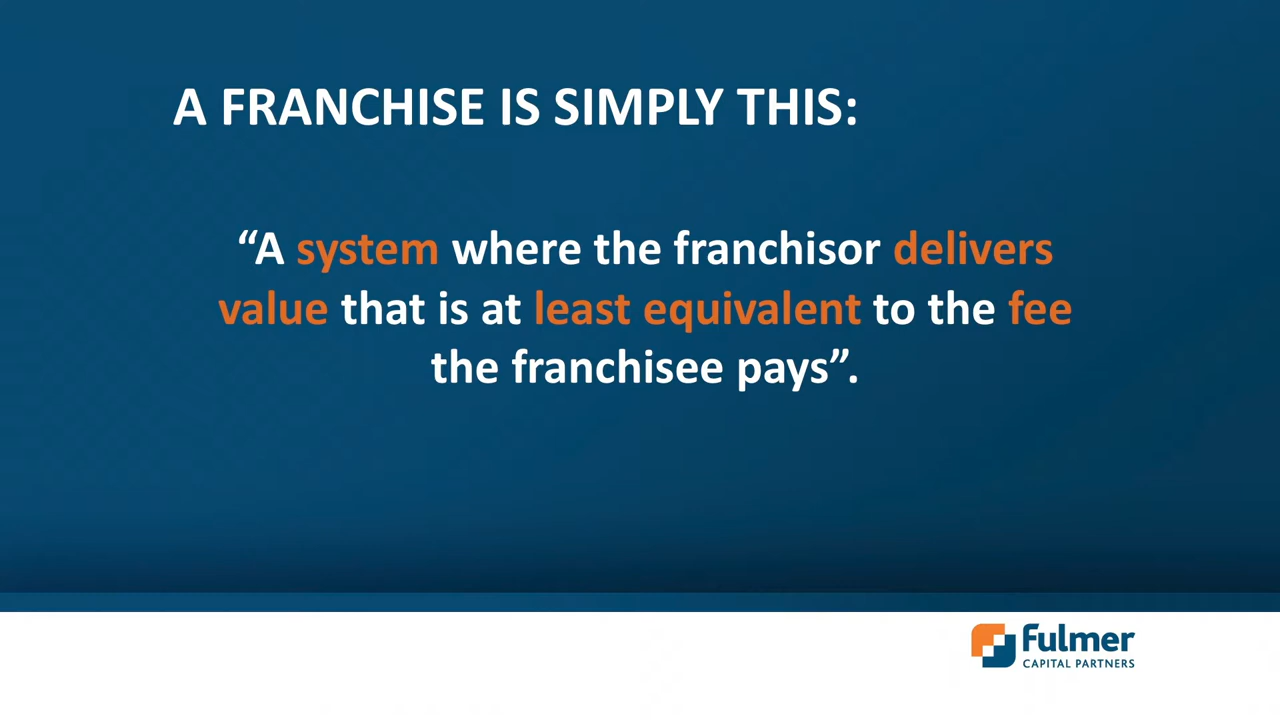 A FRANCHISE IS SIMPLY THIS:
“A system where the franchisor delivers
value that is at least equivalent to the fee
the franchisee pays”.
Fulmer
CAPITAL PARTNERS